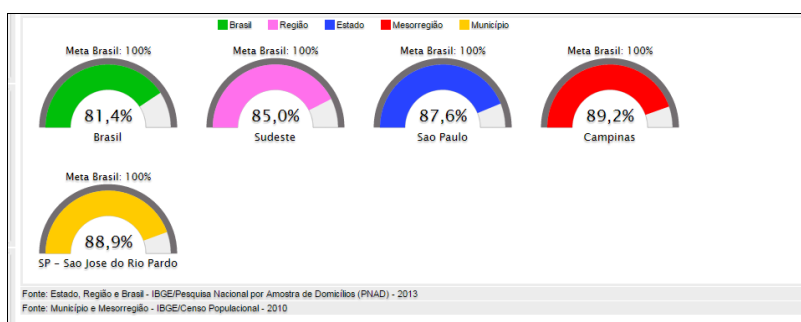 Brasil Região Estado Mesorregião Município
Meta Brasil: 100% Meta Brasil: 100% Meta Brasil: 100% Meta Brasil: 100%
81,4% 85,0% 87,6% 89,2%
Brasil Sudeste Sao Paulo Campinas
Meta Brasil: 100%
88,9%
SP - Sao Jose do Rio Pardo
Fonte: Estado, Região e Brasil - IBGE/Pesquisa Nacional por Amostra de Domicílios (PNAD) - 2013
Fonte: Município e Mesorregião - IBGE/Censo Populacional - 2010